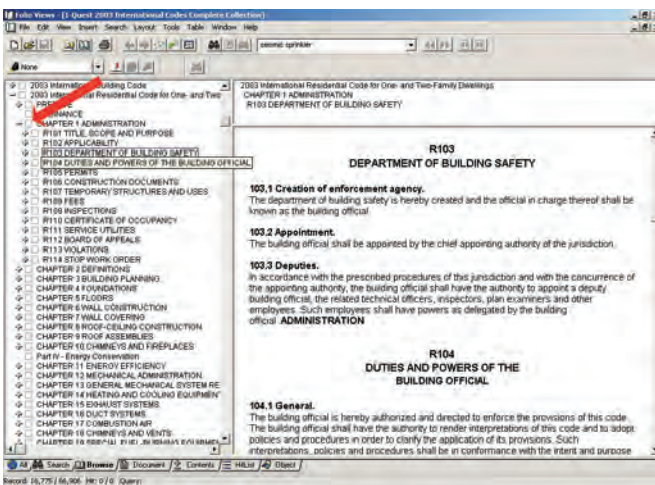 Folio Views - [1-Quest 2003 International Codes Complete Collection]
File Edit View Insert Search Layout Tools Table Window Help
seismic sprinkler
None
2003 International Building Code
2003 International Residential Code for One- and Two
CHAPTER 1 ADMINISTRATION
R101 TITLE, SCOPE AND PURPOSE
R102 APPLICABILITY
R103 DEPARTMENT OF BUILDING SAFETY
R104 DUTIES AND POWERS OF THE BUILDING OFFICIAL
R105 PERMITS
R106 CONSTRUCTION DOCUMENTS
R107 TEMPORARY STRUCTURES AND USES
R108 FEES
R109 INSPECTIONS
R110 CERTIFICATE OF OCCUPANCY
R111 SERVICE UTILITIES
R112 BOARD OF APPEALS
R113 VIOLATIONS
R114 STOP WORK ORDER
CHAPTER 2 DEFINITIONS
CHAPTER 3 BUILDING PLANNING
CHAPTER 4 FOUNDATIONS
CHAPTER 5 FLOORS
CHAPTER 6 WALL CONSTRUCTION
CHAPTER 7 WALL COVERING
CHAPTER 8 ROOF-CEILING CONSTRUCTION
CHAPTER 9 ROOF ASSEMBLIES
CHAPTER 10 CHIMNEYS AND FIREPLACES
Part IV - Energy Conservation
CHAPTER 11 ENERGY EFFICIENCY
CHAPTER 12 MECHANICAL ADMINISTRATION
CHAPTER 13 GENERAL MECHANICAL SYSTEM RE
CHAPTER 14 HEATING AND COOLING EQUIPMEN
CHAPTER 15 EXHAUST SYSTEMS
CHAPTER 16 DUCT SYSTEMS
CHAPTER 17 COMBUSTION AIR
CHAPTER 18 CHIMNEYS AND VENTS
2003 International Residential Code for One- and Two-Family Dwellings
CHAPTER 1 ADMINISTRATION
R103 DEPARTMENT OF BUILDING SAFETY
R103
DEPARTMENT OF BUILDING SAFETY
103.1 Creation of enforcement agency.
The department of building safety is hereby created and the official in charge thereof shall be
known as the building official.
103.2 Appointment.
The building official shall be appointed by the chief appointing authority of the jurisdiction.
103.3 Deputies.
In accordance with the prescribed procedures of this jurisdiction and with the concurrence of
the appointing authority, the building official shall have the authority to appoint a deputy
building official, the related technical officers, inspectors, plan examiners and other
employees. Such employees shall have powers as delegated by the building
official. ADMINISTRATION
R104
DUTIES AND POWERS OF THE
BUILDING OFFICIAL
104.1 General.
The building official is hereby authorized and directed to enforce the provisions of this code.
The building official shall have the authority to render interpretations of this code and to adopt
policies and procedures in order to clarify the application of its provisions. Such
interpretations, policies and procedures shall be in conformance with the intent and purpose
All Search Browse Document Contents HitList Object
Record: 16,775 / 66,906 Hit: 0 / 0 Query: